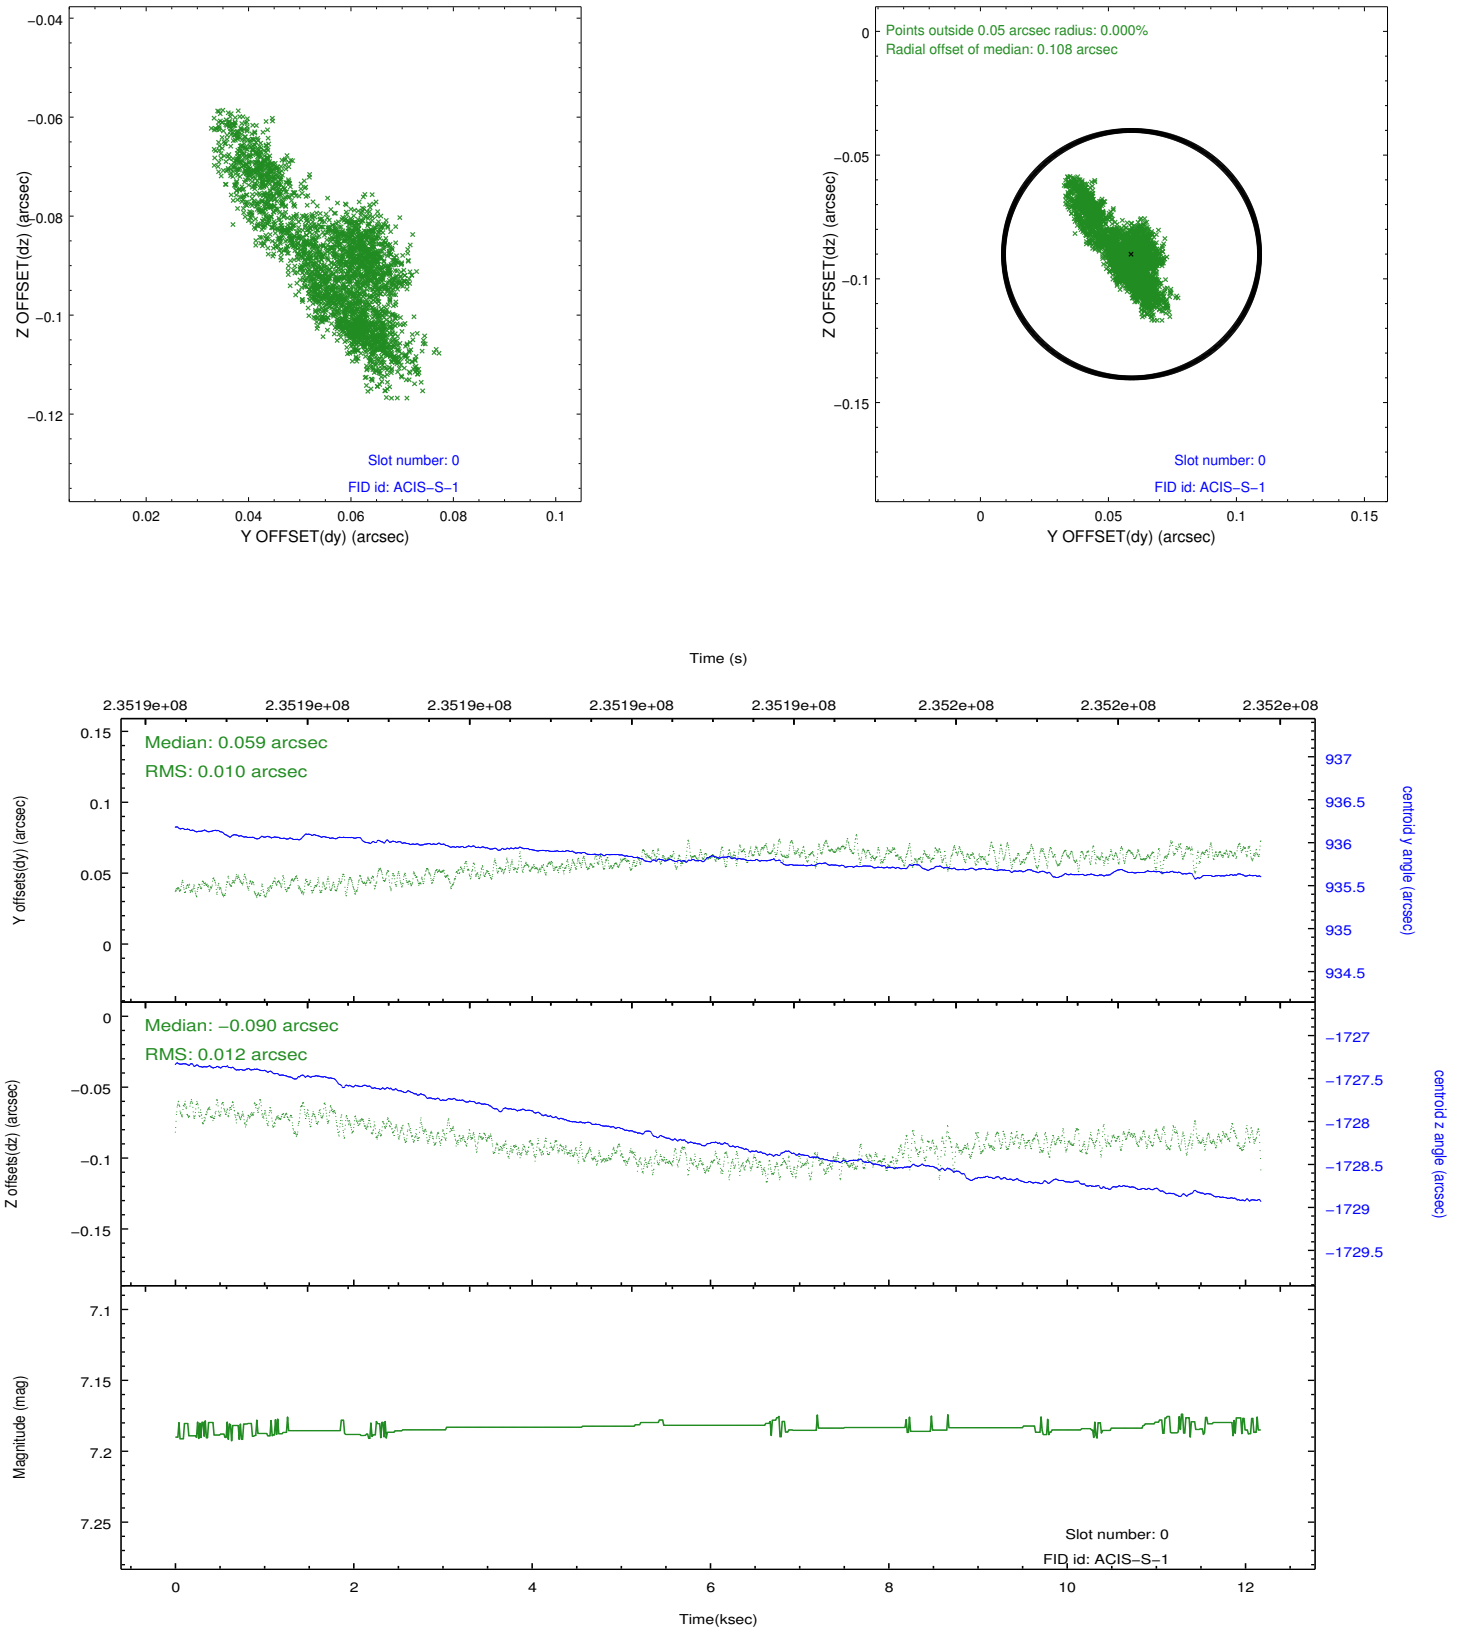 −0.04
−0.06
−0.08
−0.1
−0.12
Z OFFSET(dz) (arcsec)
0.02
0.04
0.06
0.08
0.1
Y OFFSET(dy) (arcsec)
Slot number: 0
FID id: ACIS−S−1
Points outside 0.05 arcsec radius: 0.000%
Radial offset of median: 0.108 arcsec
0
−0.05
−0.1
−0.15
Z OFFSET(dz) (arcsec)
0
0.05
0.1
0.15
Y OFFSET(dy) (arcsec)
Slot number: 0
FID id: ACIS−S−1
Time (s)
2.3519e+08
2.3519e+08
2.3519e+08
2.3519e+08
2.3519e+08
2.352e+08
2.352e+08
2.352e+08
Median: 0.059 arcsec
RMS: 0.010 arcsec
0.15
0.1
0.05
0
Y offsets(dy) (arcsec)
937
936.5
936
935.5
935
934.5
centroid y angle (arcsec)
Median: −0.090 arcsec
RMS: 0.012 arcsec
0
−0.05
−0.1
−0.15
Z offsets(dz) (arcsec)
−1727
−1727.5
−1728
−1728.5
−1729
−1729.5
centroid z angle (arcsec)
7.1
7.15
7.2
7.25
Magnitude (mag)
Slot number: 0
FID id: ACIS−S−1
0
2
4
6
8
10
12
Time(ksec)